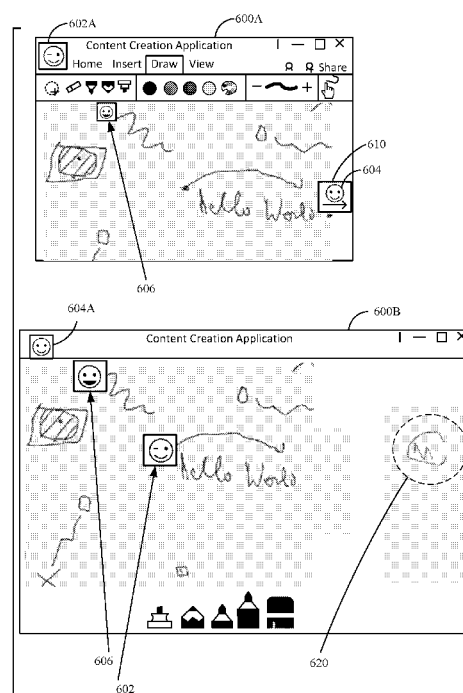 600A
602A
Content Creation Application
Home Insert Draw View
Share
610
604
Hello World
606
604A
600B
Content Creation Application
Hello World
606
602
620